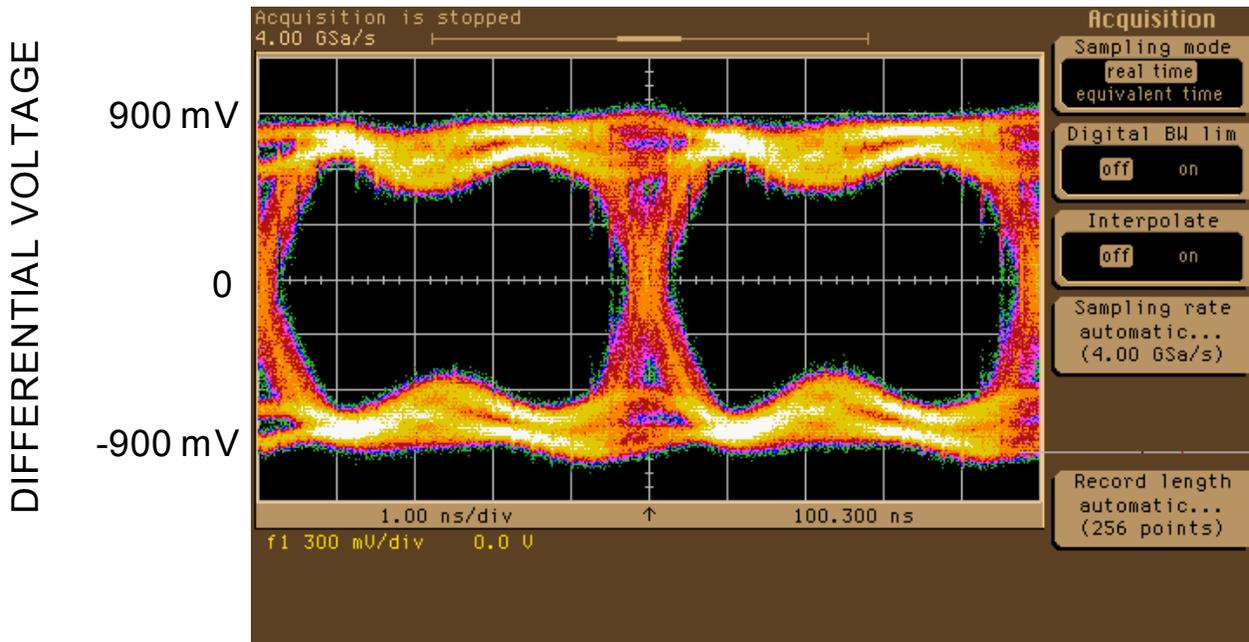 DIFFERENTIAL VOLTAGE
900 mV
0
-900 mV
Acquisition is stopped
4.00 GSa/s
1.00 ns/div
↑
100.300 ns
f1 300 mV/div 0.0 V
Acquisition
Sampling mode
real time
equivalent time
Digital BW lim
off on
Interpolate
off on
Sampling rate
automatic...
(4.00 GSa/s)
Record length
automatic...
(256 points)